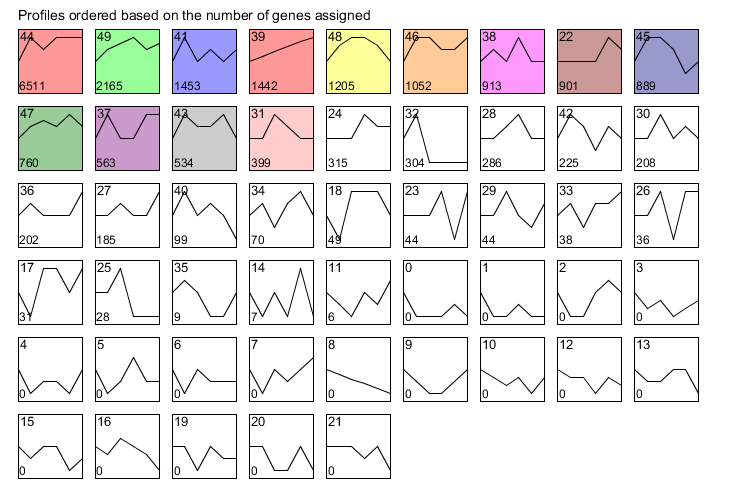 Profiles ordered based on the number of genes assigned
44 49 41 39 48 46 38 22 45
6511 2165 1453 1442 1205 1052 913 901 889
47 37 43 31 24 32 28 42 30
760 563 534 399 315 304 286 225 208
36 27 40 34 18 23 29 33 26
202 185 99 70 49 44 44 38 36
17 25 35 14 11 0 1 2 3
31 28 9 7 6 0 0 0 0
4 5 6 7 8 9 10 12 13
0 0 0 0 0 0 0 0 0
15 16 19 20 21
0 0 0 0 0